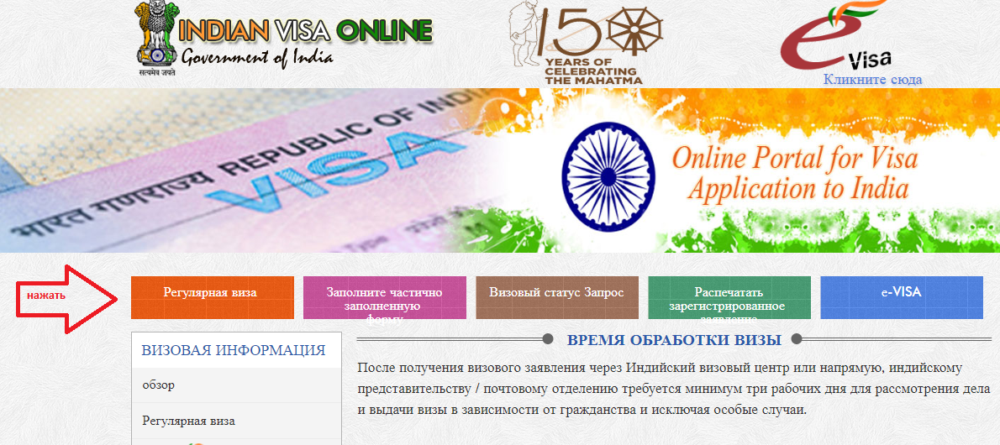 INDIAN VISA ONLINE
Government of India
सत्यमेव जयते
150
YEARS OF
CELEBRATING
THE MAHATMA
e Visa
Кликните сюда
REPUBLIC OF INDI
भारत गणराज्य
VISA
Online Portal for Visa
Application to India
нажать
Регулярная виза
Заполните частично
заполненную
форму
Визовый статус Запрос
Распечатать
зарегистрированное
заявление
e-VISA
ВИЗОВАЯ ИНФОРМАЦИЯ
обзор
Регулярная виза
ВРЕМЯ ОБРАБОТКИ ВИЗЫ
После получения визового заявления через Индийский визовый центр или напрямую, индийскому
представительству / почтовому отделению требуется минимум три рабочих дня для рассмотрения дела
и выдачи визы в зависимости от гражданства и исключая особые случаи.